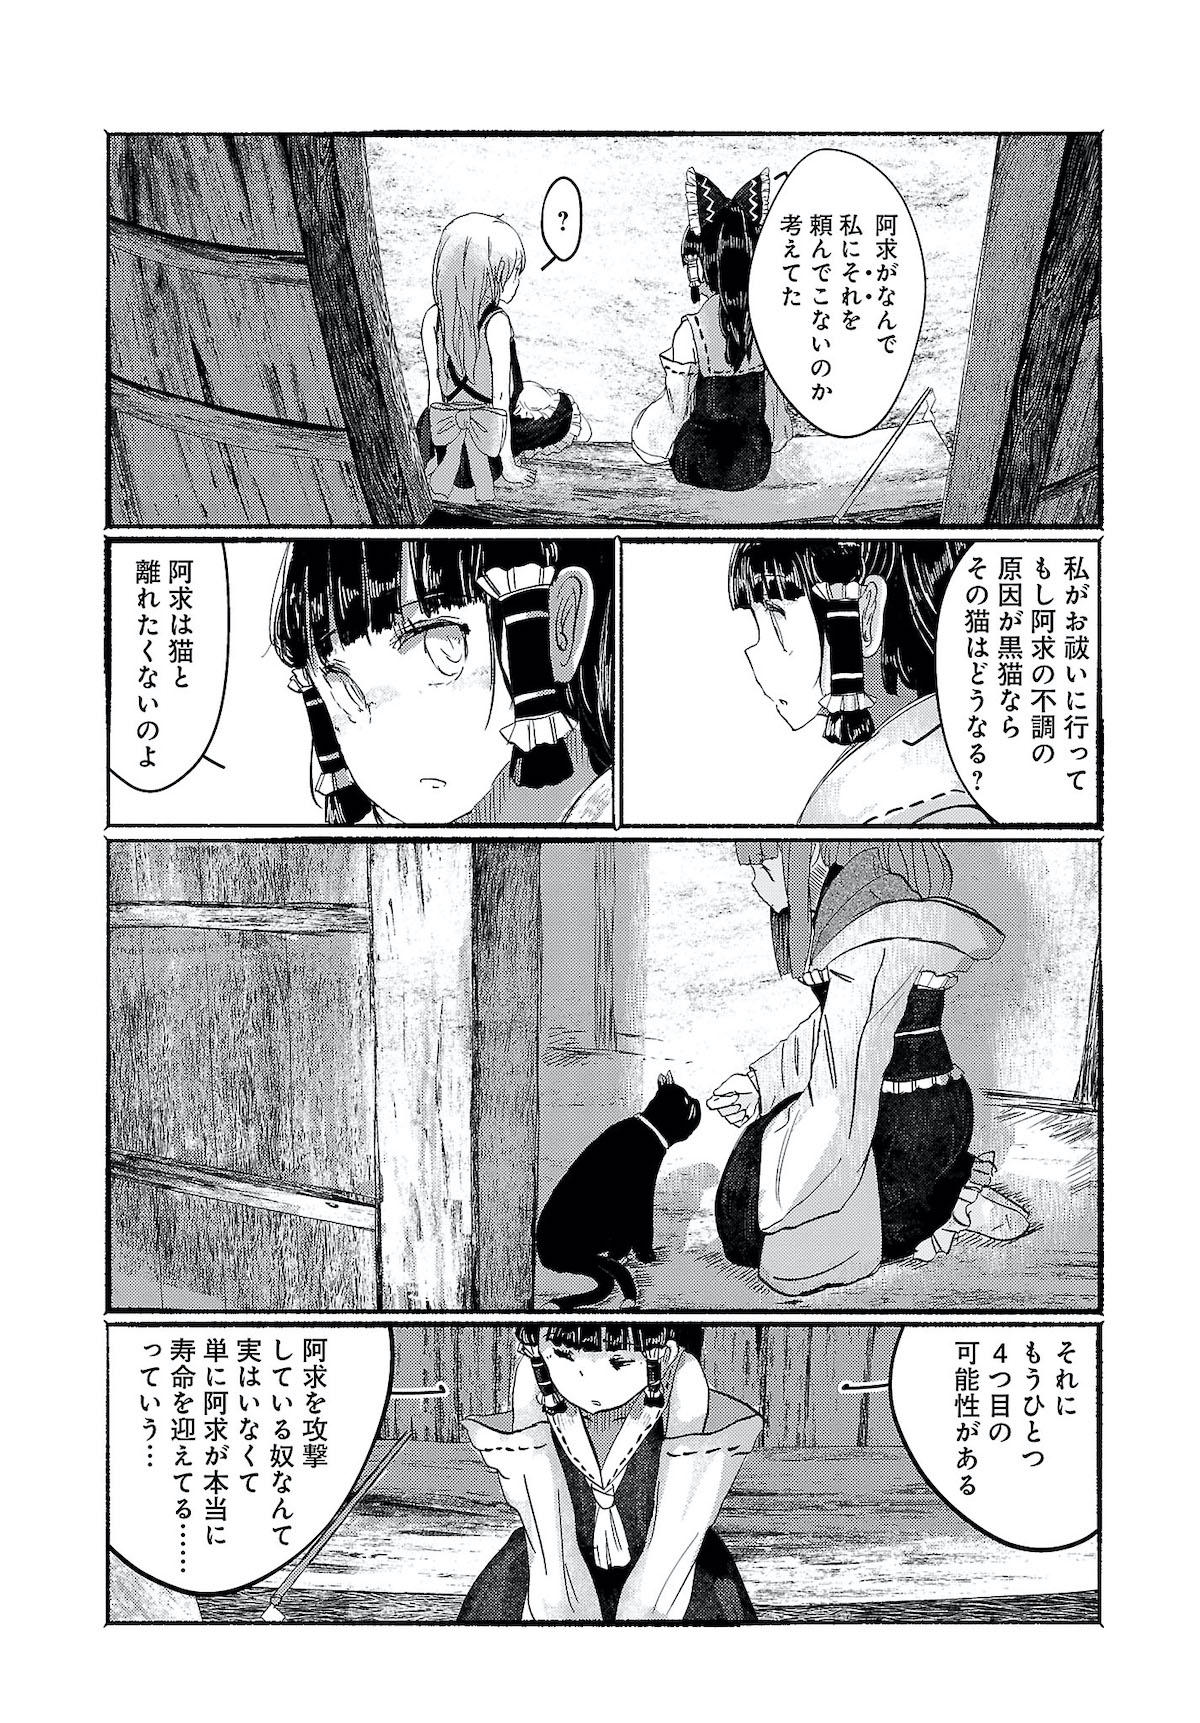 阿求がなんで
私にそれを
頼んでこないのか
考えてた
?
私がお祓いに行って
もし阿求の不調の
原因が黒猫なら
その猫はどうなる?
阿求は猫と
離れたくないのよ
それに
もうひとつ
4つ目の
可能性がある
阿求を攻撃
している奴なんて
実はいなくて
単に阿求が本当に
寿命を迎えてる……
っていう…